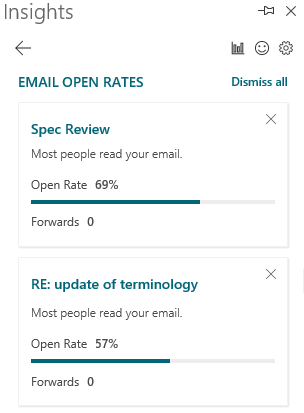 Insights
EMAIL OPEN RATES Dismiss all
Spec Review
Most people read your email.
Open Rate 69%
Forwards 0
RE: update of terminology
Most people read your email.
Open Rate 57%
Forwards 0